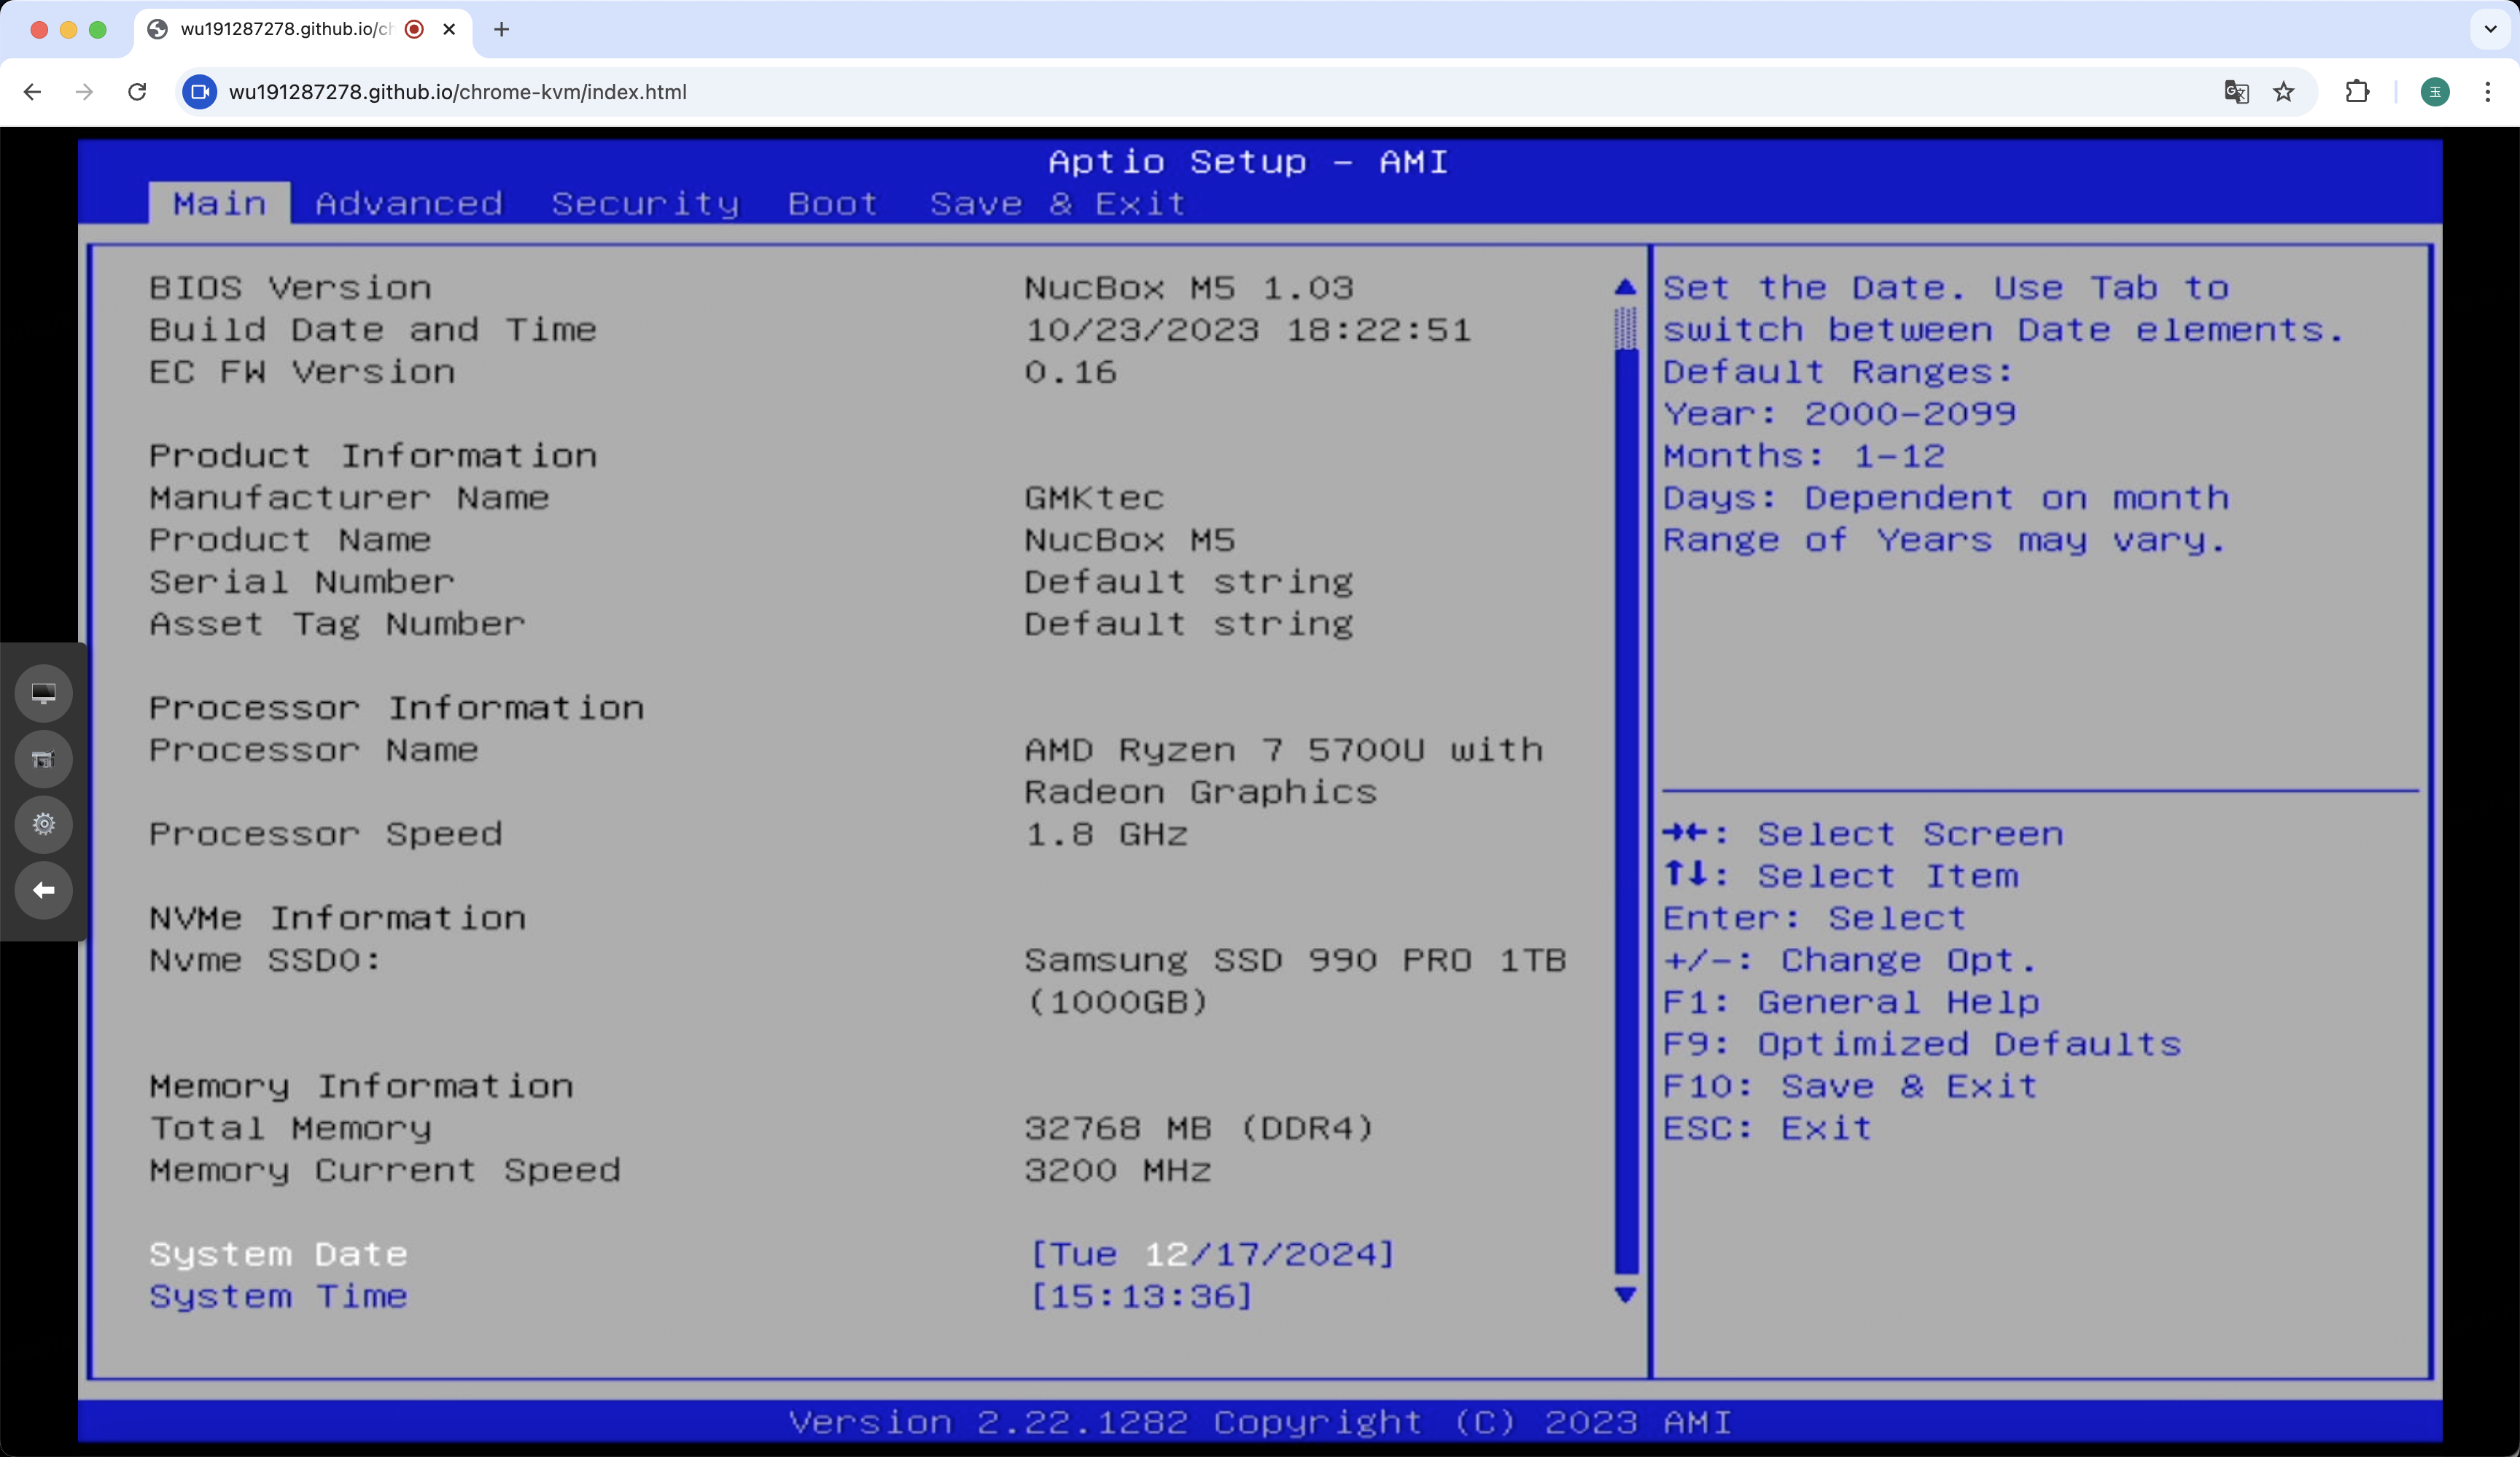 wu191287278.github.io/ch
wu191287278.github.io/chrome-kvm/index.html
玉
Aptio Setup - AMI
Main Advanced Security Boot Save & Exit
BIOS Version NucBox M5 1.03
Build Date and Time 10/23/2023 18:22:51
EC FW Version 0.16
Product Information
Manufacturer Name GMKtec
Product Name NucBox M5
Serial Number Default string
Asset Tag Number Default string
Processor Information
Processor Name AMD Ryzen 7 5700U with
Radeon Graphics
Processor Speed 1.8 GHz
NVMe Information
Nvme SSD0: Samsung SSD 990 PRO 1TB
(1000GB)
Memory Information
Total Memory 32768 MB (DDR4)
Memory Current Speed 3200 MHz
System Date [Tue 12/17/2024]
System Time [15:13:36]
Set the Date. Use Tab to
switch between Date elements.
Default Ranges:
Year: 2000-2099
Months: 1-12
Days: Dependent on month
Range of Years may vary.
→←: Select Screen
↑↓: Select Item
Enter: Select
+/-: Change Opt.
F1: General Help
F9: Optimized Defaults
F10: Save & Exit
ESC: Exit
Version 2.22.1282 Copyright (C) 2023 AMI